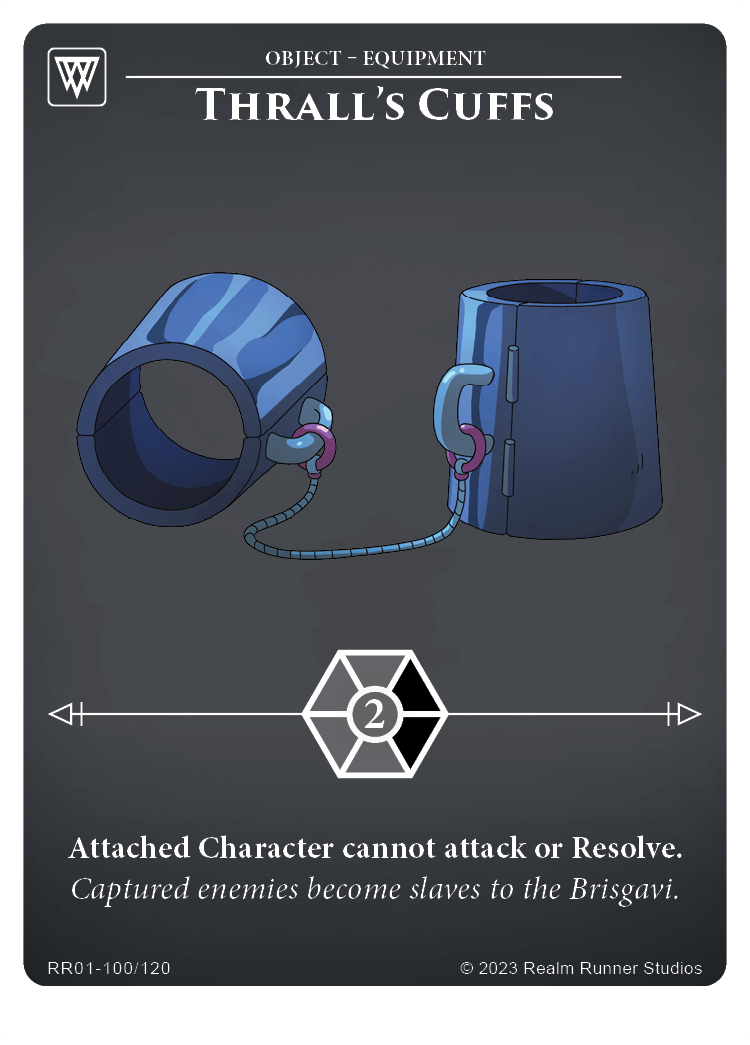 OBJECT – EQUIPMENT
THRALL'S CUFFS
2
Attached Character cannot attack or Resolve.
Captured enemies become slaves to the Brisgavi.
RR01-100/120
© 2023 Realm Runner Studios